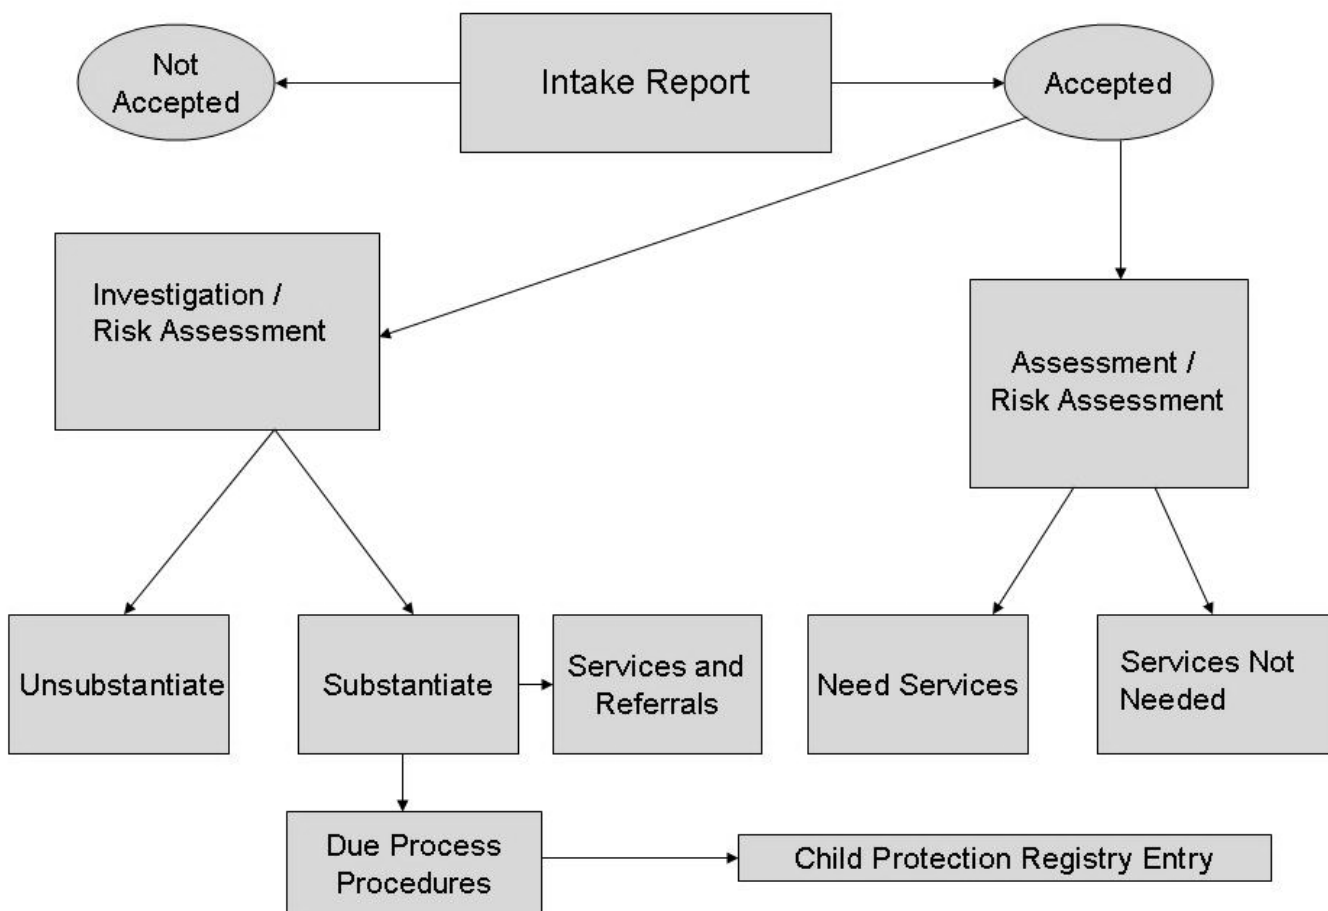 Not
Accepted
Intake Report
Accepted
Investigation /
Risk Assessment
Assessment /
Risk Assessment
Unsubstantiate
Substantiate
Services and
Referrals
Need Services
Services Not
Needed
Due Process
Procedures
Child Protection Registry Entry